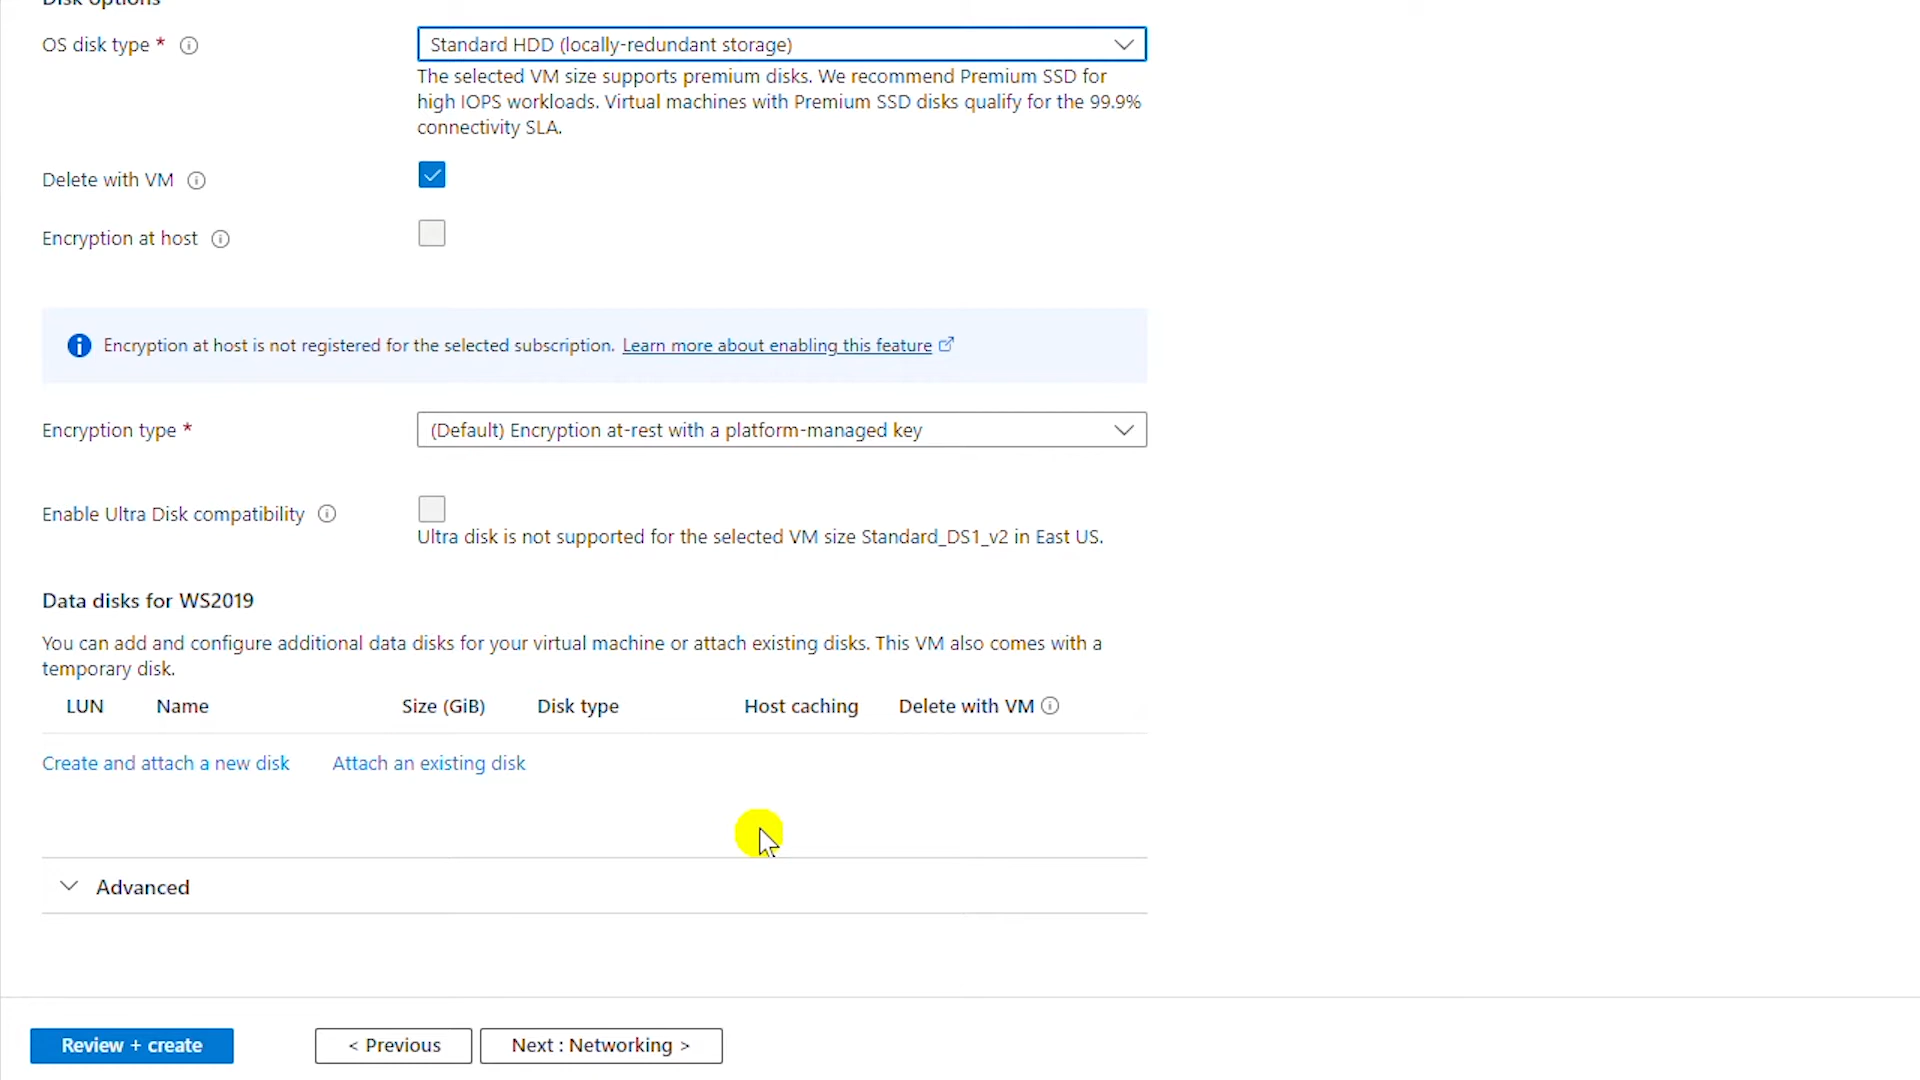 Disk options
OS disk type *
Standard HDD (locally-redundant storage)
The selected VM size supports premium disks. We recommend Premium SSD for
high IOPS workloads. Virtual machines with Premium SSD disks qualify for the 99.9%
connectivity SLA.
Delete with VM
Encryption at host
Encryption at host is not registered for the selected subscription. Learn more about enabling this feature
Encryption type *
(Default) Encryption at-rest with a platform-managed key
Enable Ultra Disk compatibility
Ultra disk is not supported for the selected VM size Standard_DS1_v2 in East US.
Data disks for WS2019
You can add and configure additional data disks for your virtual machine or attach existing disks. This VM also comes with a
temporary disk.
LUN Name Size (GiB) Disk type Host caching Delete with VM
Create and attach a new disk Attach an existing disk
Advanced
Review + create < Previous Next : Networking >